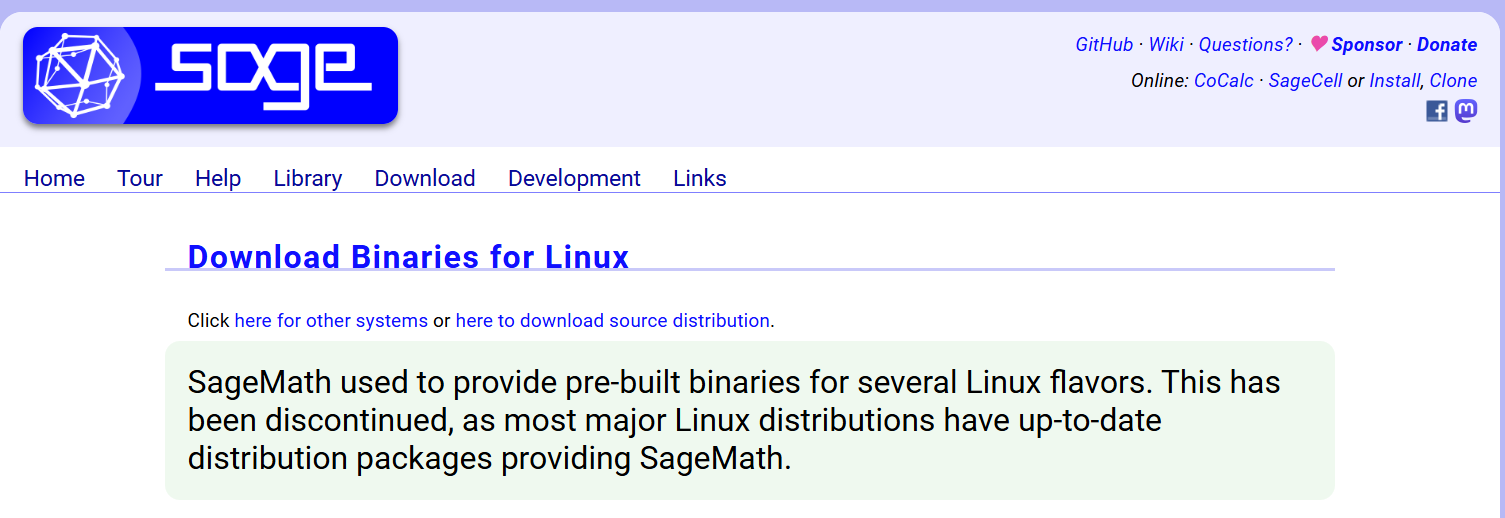 sage
GitHub · Wiki · Questions? · Sponsor · Donate
Online: CoCalc · SageCell or Install, Clone
Home Tour Help Library Download Development Links
Download Binaries for Linux
Click here for other systems or here to download source distribution.
SageMath used to provide pre-built binaries for several Linux flavors. This has
been discontinued, as most major Linux distributions have up-to-date
distribution packages providing SageMath.